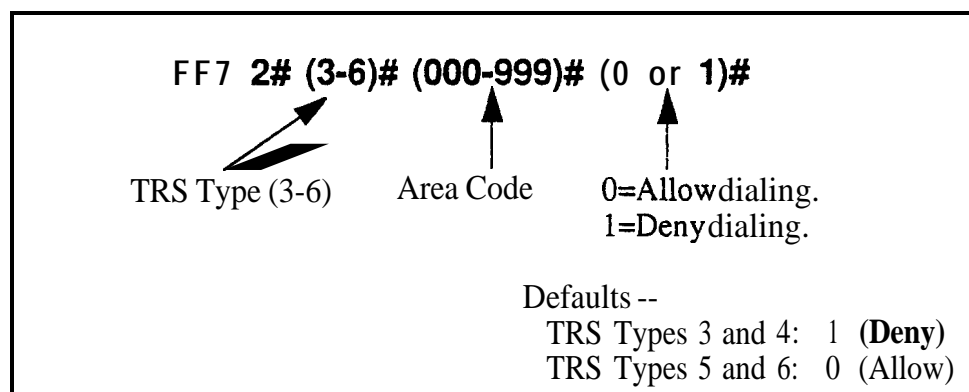 FF7 2# (3-6)# (000-999)# (0 or 1)#
TRS Type (3-6) Area Code 0=Allow dialing.
1=Deny dialing.
Defaults --
TRS Types 3 and 4: 1 (Deny)
TRS Types 5 and 6: 0 (Allow)